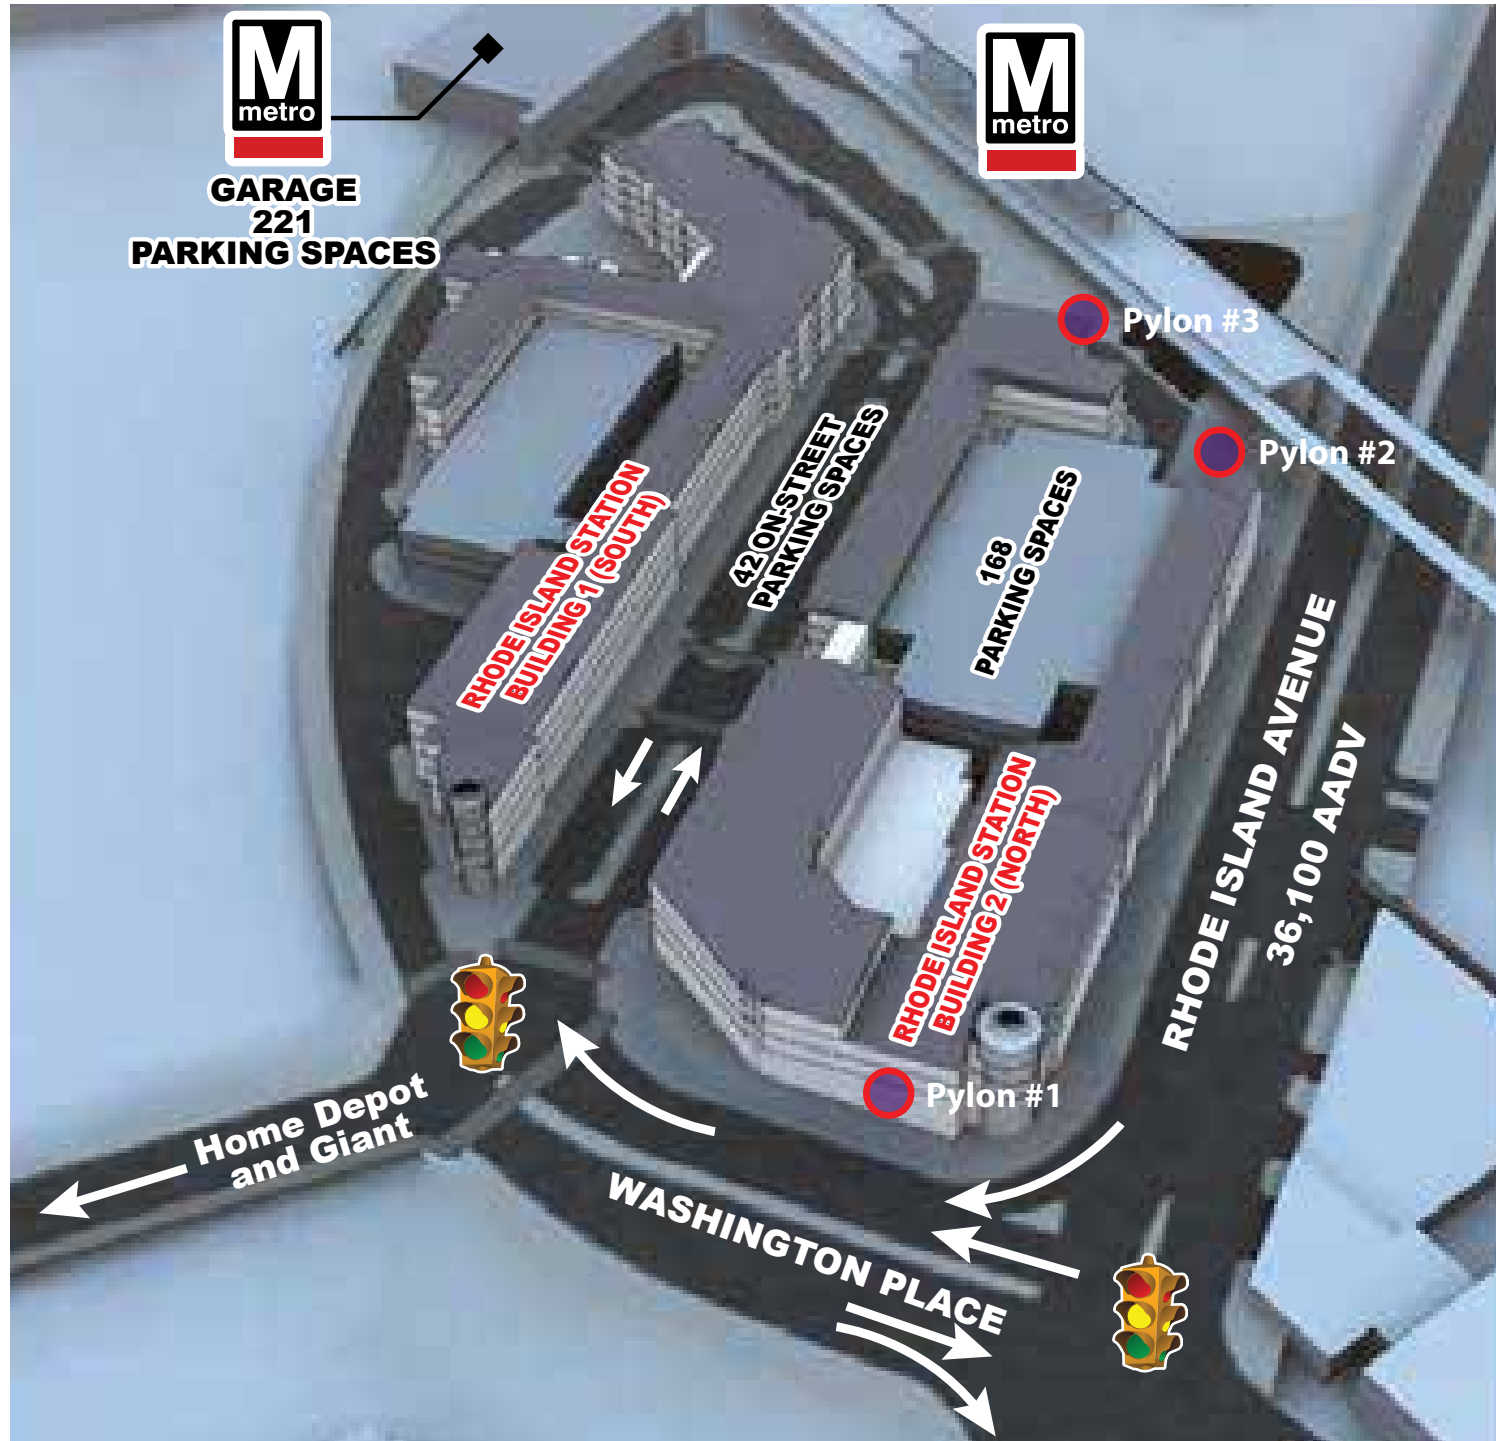 M
metro
GARAGE
221
PARKING SPACES
M
metro
Pylon #3
Pylon #2
42 ON-STREET
PARKING SPACES
168
PARKING SPACES
RHODE ISLAND STATION
BUILDING 1 (SOUTH)
RHODE ISLAND AVENUE
36,100 AADV
RHODE ISLAND STATION
BUILDING 2 (NORTH)
Pylon #1
Home Depot
and Giant
WASHINGTON PLACE